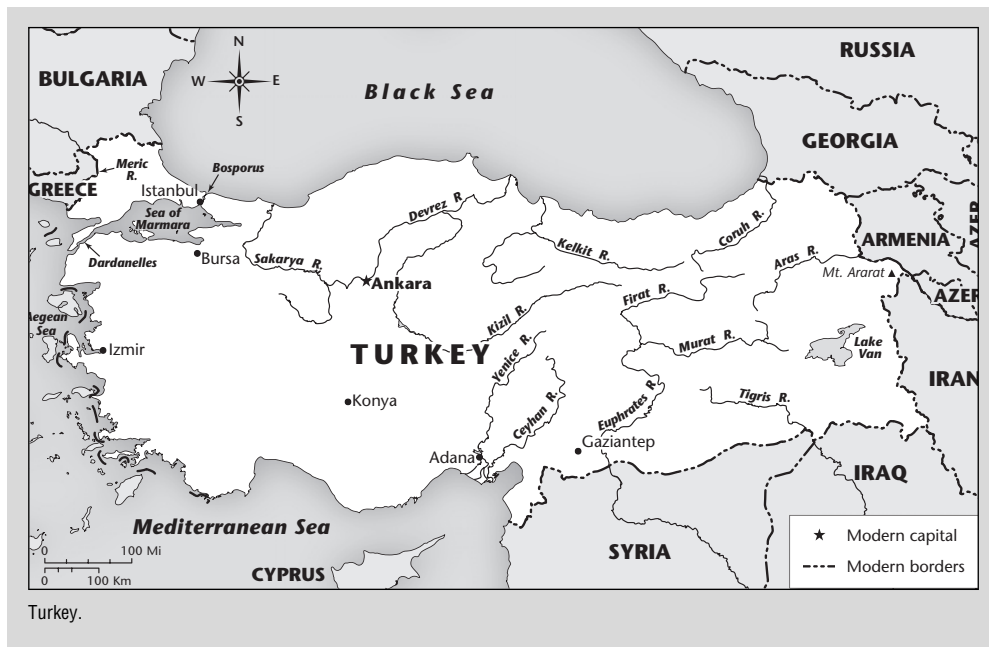 RUSSIA
BULGARIA
N
W
E
S
Black Sea
GEORGIA
Meric
R.
Bosporus
GREECE
Istanbul
Sea of
Marmara
Devrez R.
Coruh R.
AZER
ARMENIA
Kelkit R.
Dardanelles
Bursa
Sakarya R.
Aras R.
Mt. Ararat
Ankara
AZER
Firat R.
Aegean
Sea
Kizil R.
Izmir
TURKEY
Yenice R.
Murat R.
Lake
Van
IRAN
Konya
Ceyhan R.
Euphrates R.
Tigris R.
Adana
Gaziantep
IRAQ
Mediterranean Sea
SYRIA
CYPRUS
0
100 Mi
0
100 Km
Modern capital
Modern borders
Turkey.